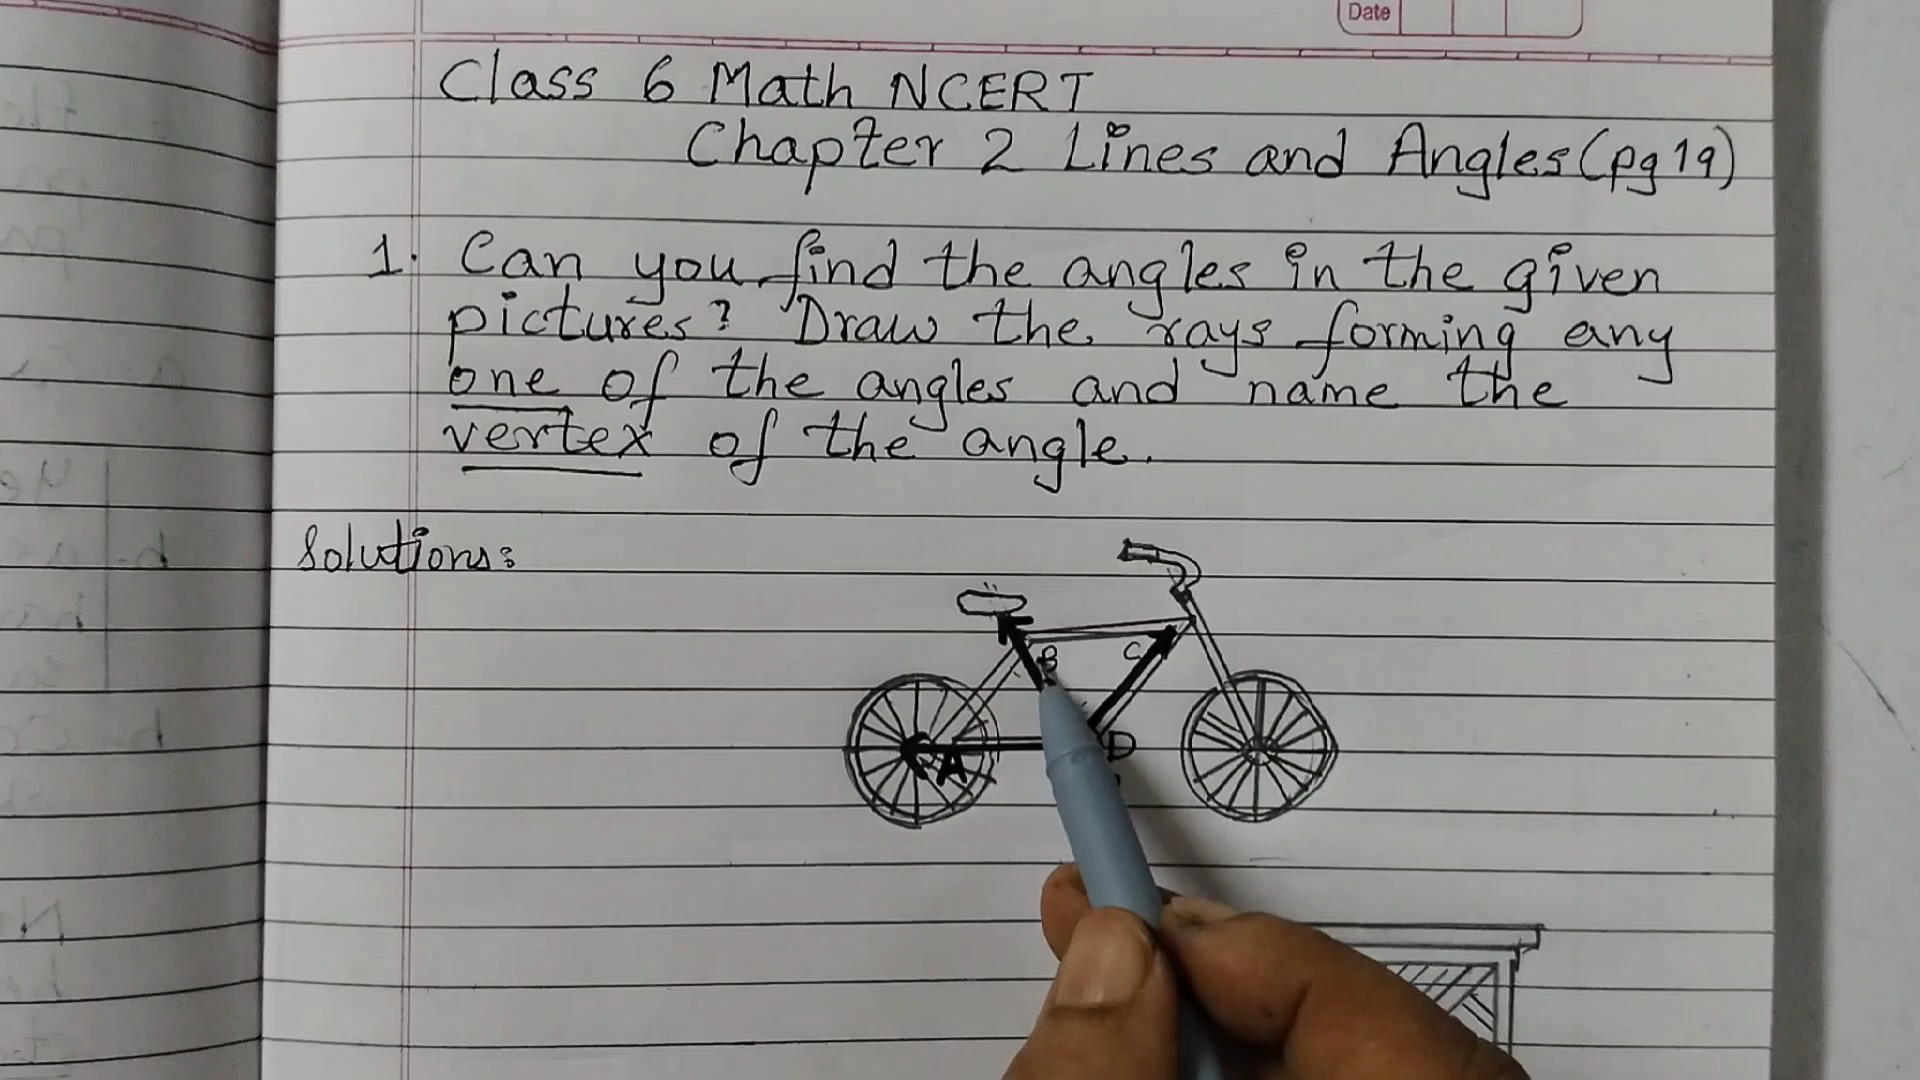 Date
Class 6 Math NCERT
Chapter 2 Lines and Angles (pg 19)
1. Can you find the angles in the given
pictures? Draw the rays forming any
one of the angles and name the
vertex of the angle.
Solutions:
B
C
A
D